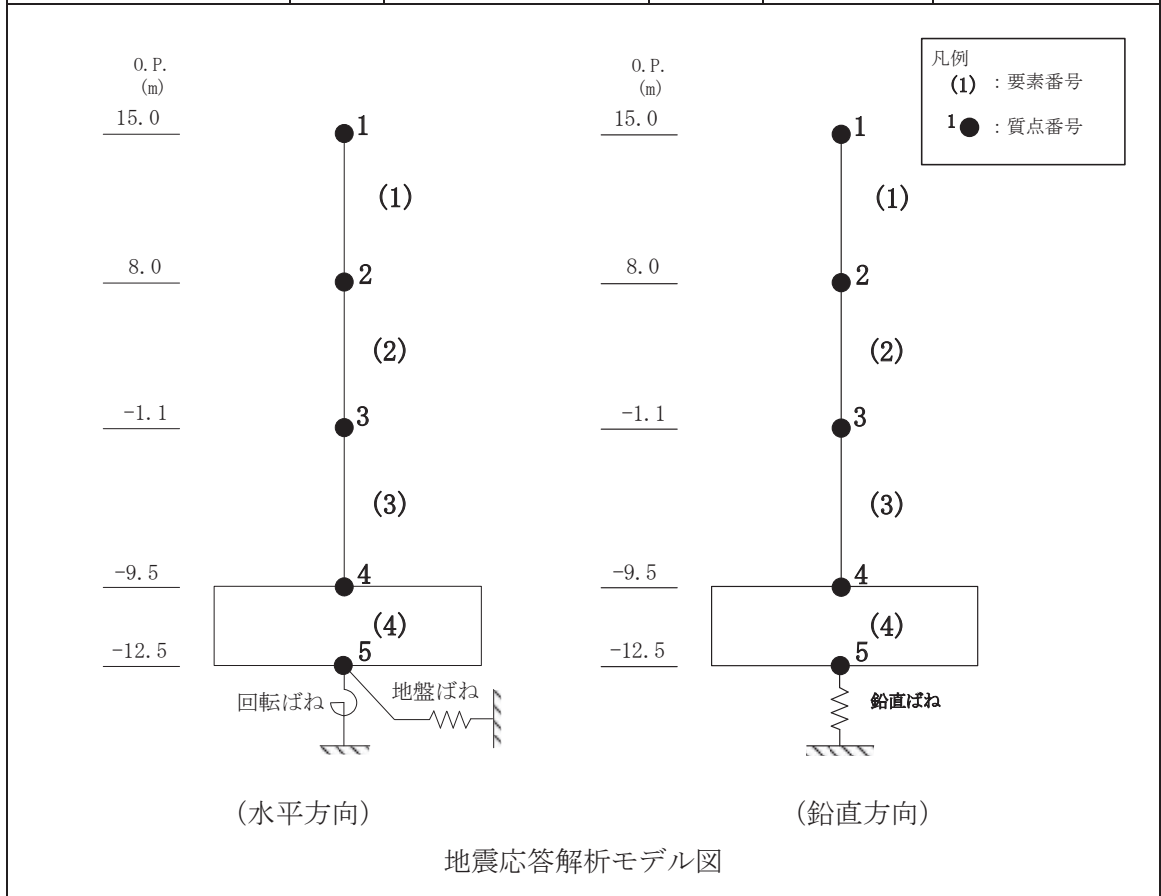 O.P.
(m)
15.0
8.0
-1.1
-9.5
-12.5
1
(1)
2
(2)
3
(3)
4
(4)
5
回転ばね
地盤ばね
(水平方向)
O.P.
(m)
15.0
8.0
-1.1
-9.5
-12.5
1
(1)
2
(2)
3
(3)
4
(4)
5
鉛直ばね
(鉛直方向)
凡例
(1) : 要素番号
1 : 質点番号
地震応答解析モデル図